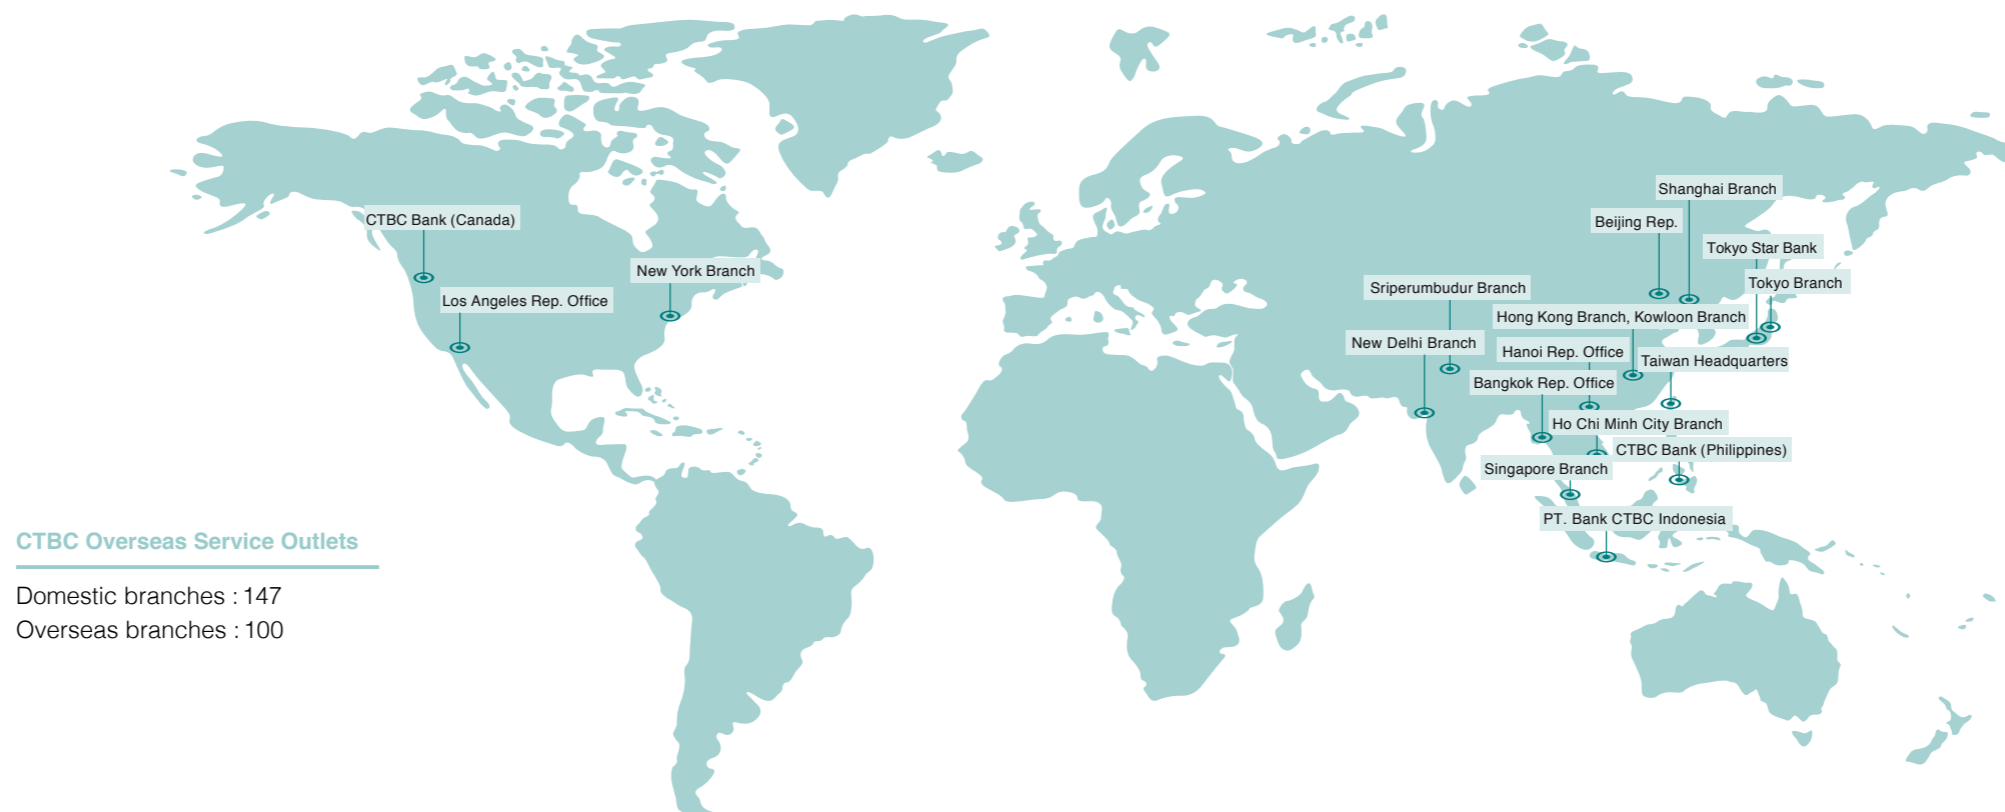 Shanghai Branch
CTBC Bank (Canada)
Beijing Rep.
Tokyo Star Bank
New York Branch
Tokyo Branch
Sriperumbudur Branch
Los Angeles Rep. Office
Hong Kong Branch, Kowloon Branch
New Delhi Branch
Hanoi Rep. Office
Taiwan Headquarters
Bangkok Rep. Office
Ho Chi Minh City Branch
CTBC Bank (Philippines)
Singapore Branch
PT. Bank CTBC Indonesia
CTBC Overseas Service Outlets
Domestic branches : 147
Overseas branches : 100